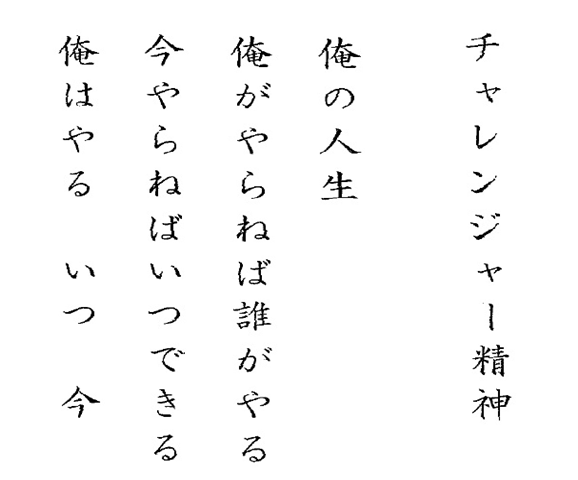 チャレンジャー精神
俺の人生
俺がやらねば誰がやる
今やらねばいつできる
俺はやる　いつ　今